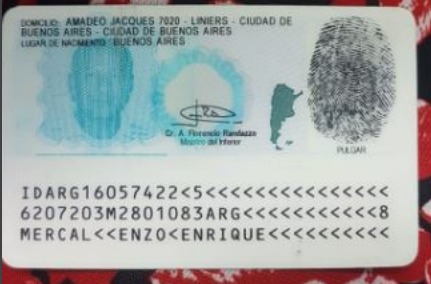 DOMICILIO: AMADEO JACQUES 7020 - LINIERS - CIUDAD DE
BUENOS AIRES - CIUDAD DE BUENOS AIRES
LUGAR DE NACIMIENTO: BUENOS AIRES
Cr. A. Florencio Randazzo
Ministro del Interior
PULGAR
IDARG16057422<5<<<<<<<<<<<<<<<
6207203M2801083ARG<<<<<<<<<<<8
MERCAL<<ENZO<ENRIQUE<<<<<<<<<<